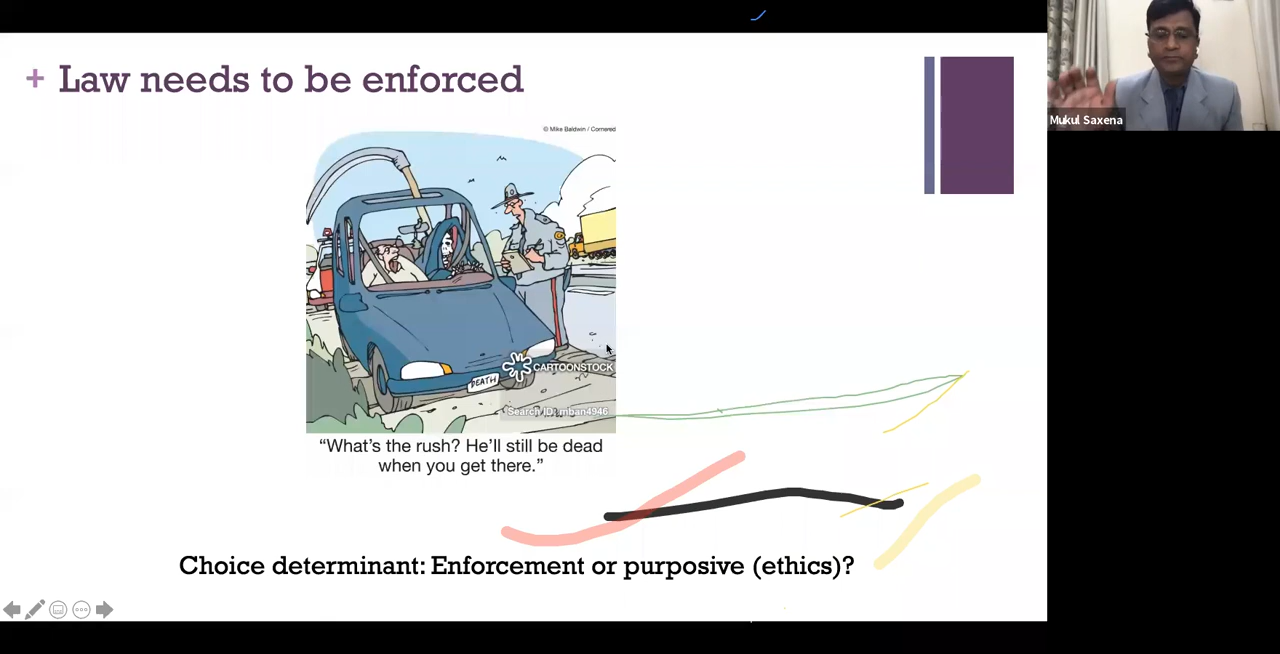 + Law needs to be enforced
Mukul Saxena
© Mike Baldwin / Cornered
DEATH
CARTOONSTOCK
Search ID: mban4946
“What’s the rush? He’ll still be dead
when you get there.”
Choice determinant: Enforcement or purposive (ethics)?